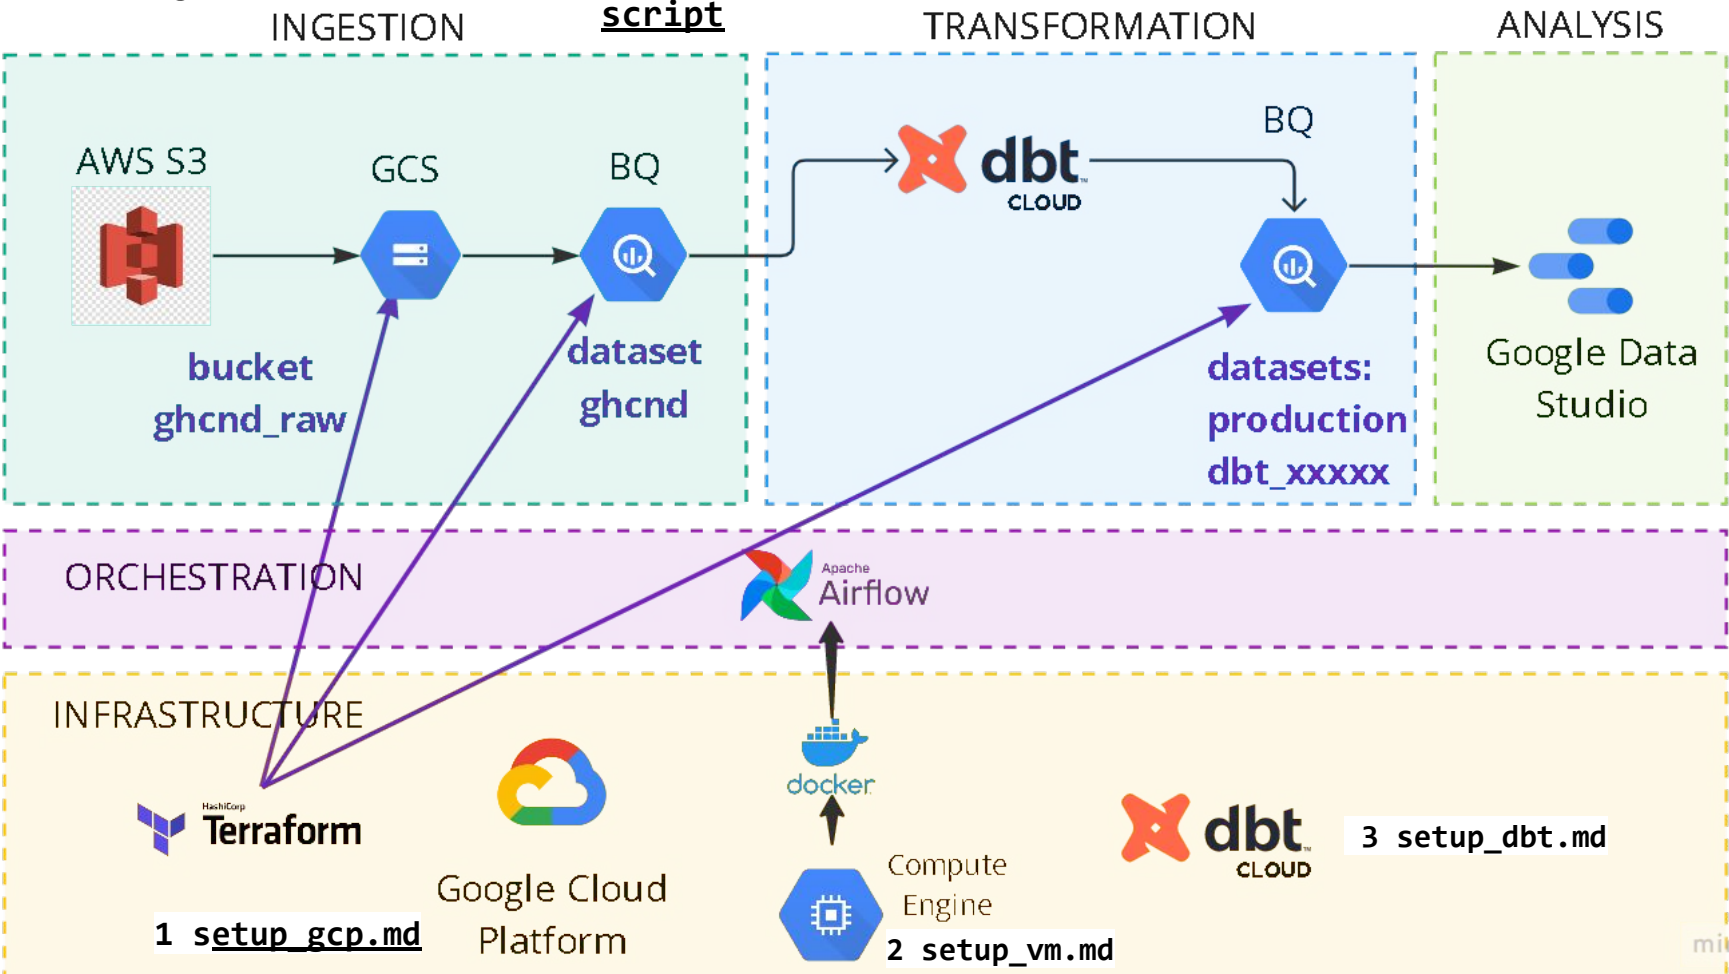 script
INGESTION
TRANSFORMATION
ANALYSIS
AWS S3
GCS
BQ
dbt
CLOUD
BQ
bucket
ghcnd_raw
dataset
ghcnd
datasets:
production
dbt_xxxxx
Google Data
Studio
ORCHESTRATION
Apache
Airflow
INFRASTRUCTURE
HashiCorp
Terraform
Google Cloud
Platform
docker
Compute
Engine
dbt
CLOUD
1 setup_gcp.md
2 setup_vm.md
3 setup_dbt.md